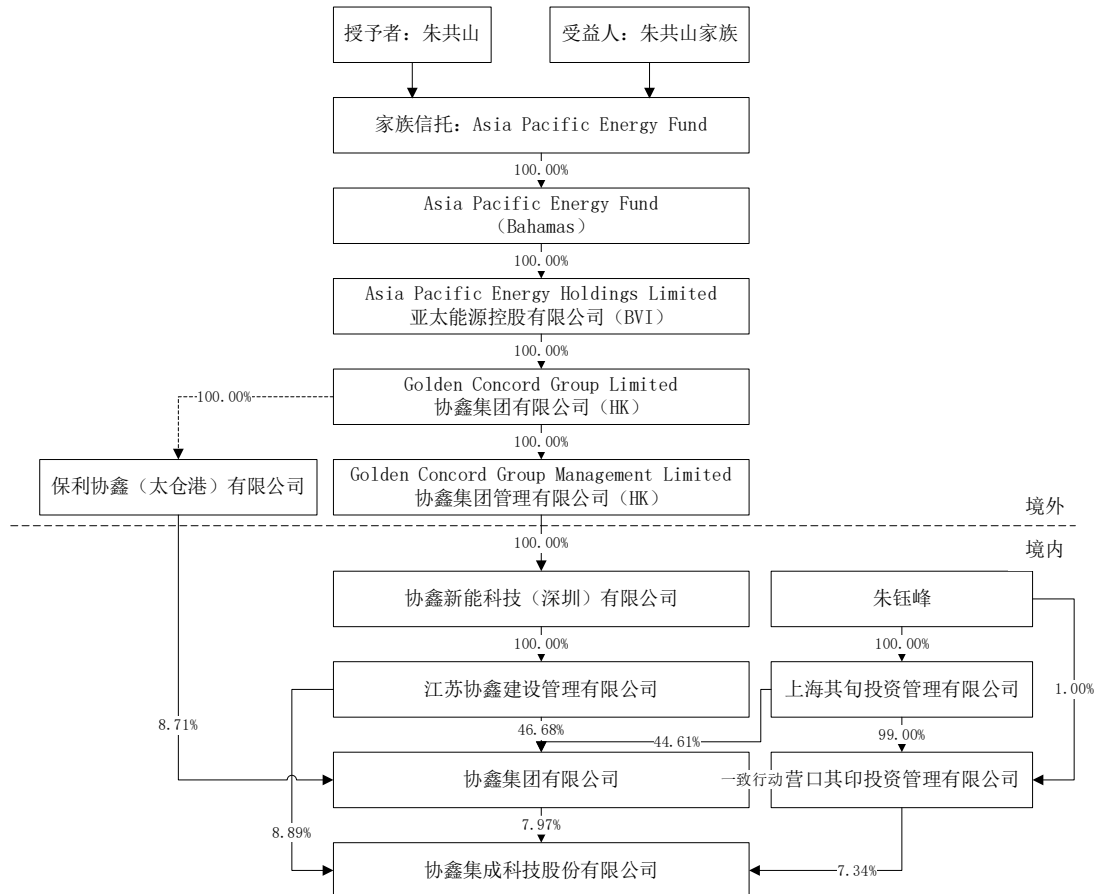 授予者：朱共山
受益人：朱共山家族
家族信托：Asia Pacific Energy Fund
100.00%
Asia Pacific Energy Fund
（Bahamas）
100.00%
Asia Pacific Energy Holdings Limited
亚太能源控股有限公司（BVI）
100.00%
Golden Concord Group Limited
协鑫集团有限公司（HK）
100.00%
100.00%
保利协鑫（太仓港）有限公司
Golden Concord Group Management Limited
协鑫集团管理有限公司（HK）
境外
100.00%
境内
协鑫新能科技（深圳）有限公司
朱钰峰
100.00%
100.00%
江苏协鑫建设管理有限公司
上海其旬投资管理有限公司
1.00%
8.71%
46.68%
44.61%
99.00%
协鑫集团有限公司
一致行动
营口其印投资管理有限公司
8.89%
7.97%
协鑫集成科技股份有限公司
7.34%